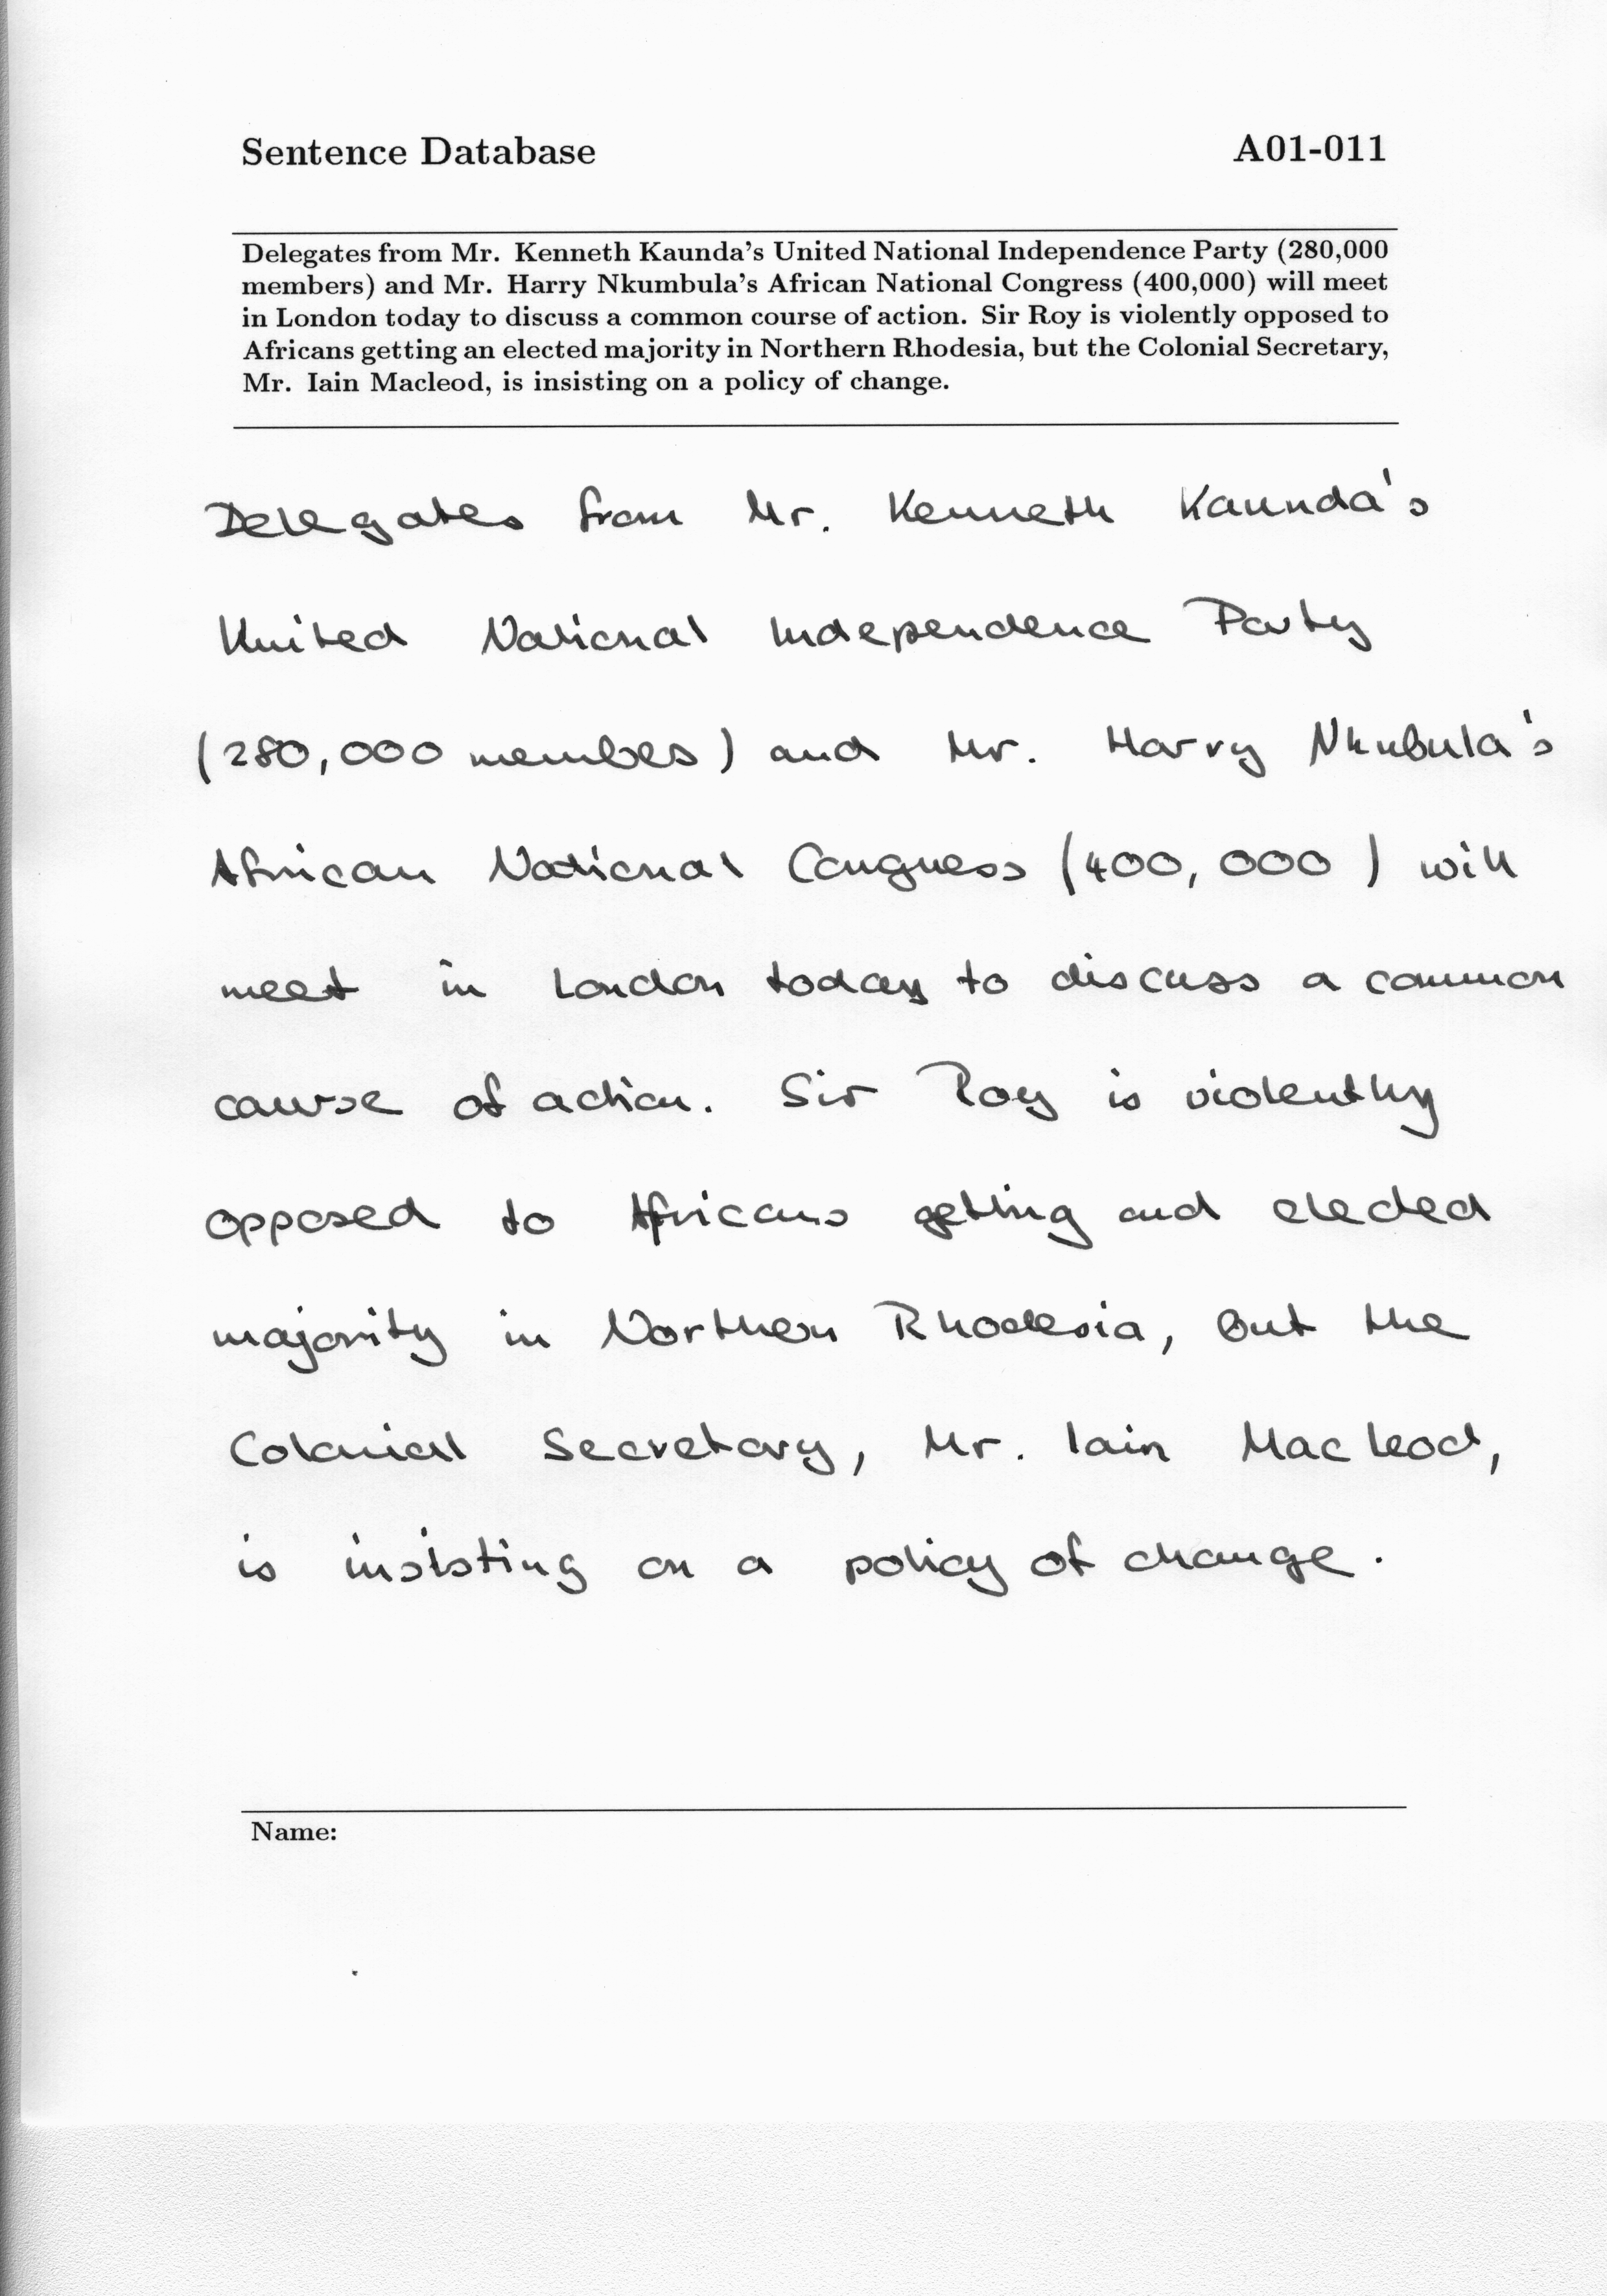 Sentence Database A01-011
Delegates from Mr. Kenneth Kaunda's United National Independence Party (280,000
members) and Mr. Harry Nkumbula's African National Congress (400,000) will meet
in London today to discuss a common course of action. Sir Roy is violently opposed to
Africans getting an elected majority in Northern Rhodesia, but the Colonial Secretary,
Mr. Iain Macleod, is insisting on a policy of change.
Delegates from Mr. Kenneth Kaunda's
United National Independence Party
(280,000 members) and Mr. Harry Nkubula's
African National Congress (400,000) will
meet in London today to discuss a common
course of action. Sir Roy is violently
opposed to Africans getting and elected
majority in Northern Rhodesia, but the
Colonial Secretary, Mr. Iain Macleod,
is insisting on a policy of change.
Name: